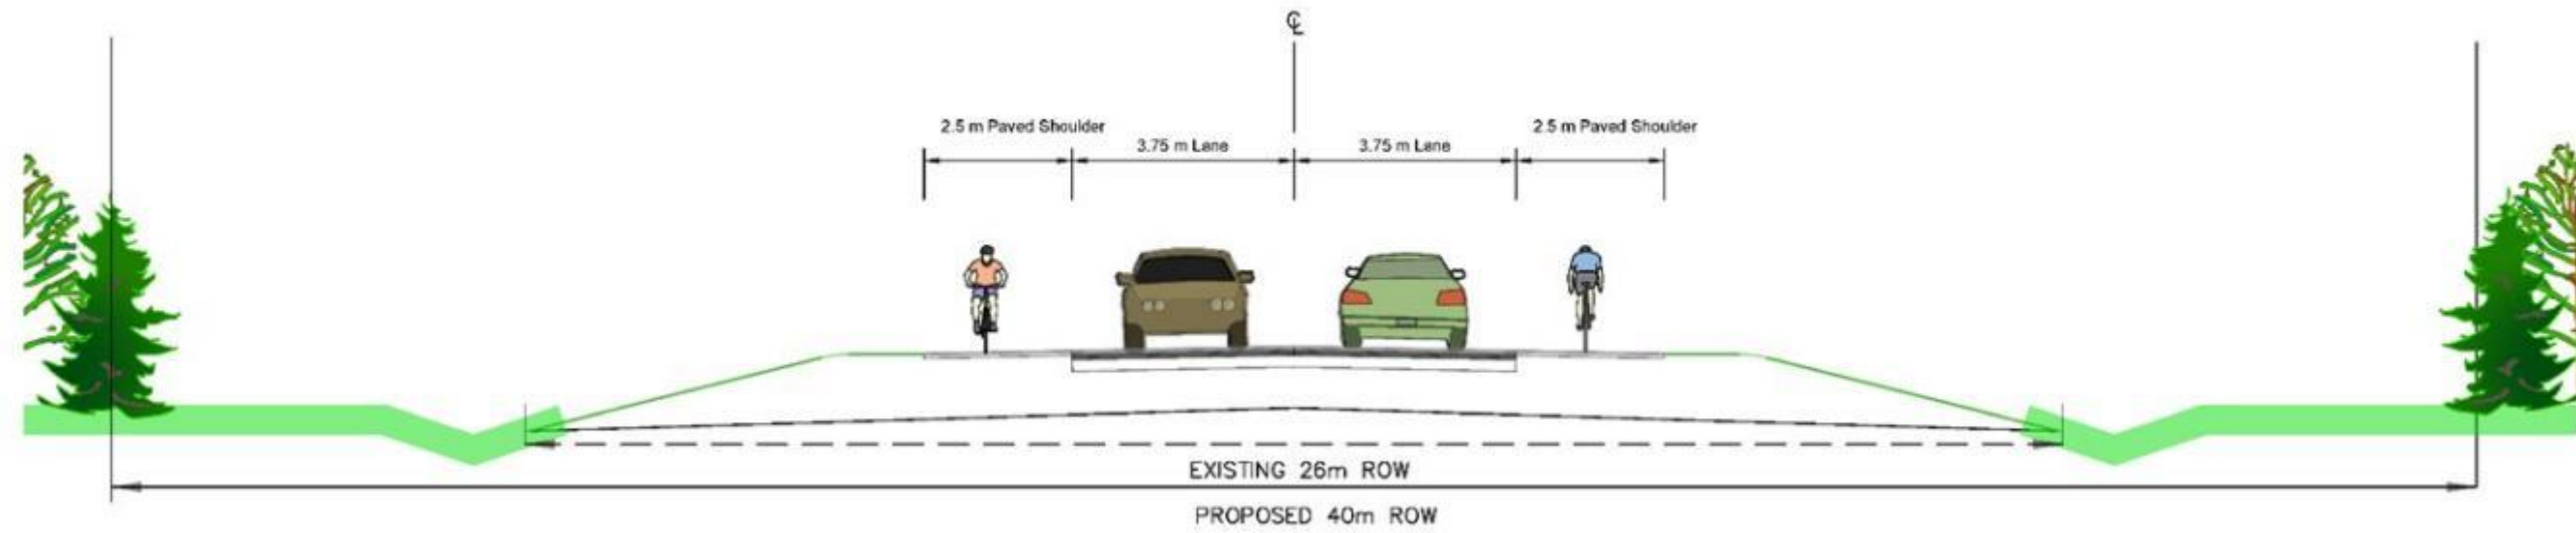 ℄
2.5 m Paved Shoulder
3.75 m Lane
3.75 m Lane
2.5 m Paved Shoulder
EXISTING 26m ROW
PROPOSED 40m ROW